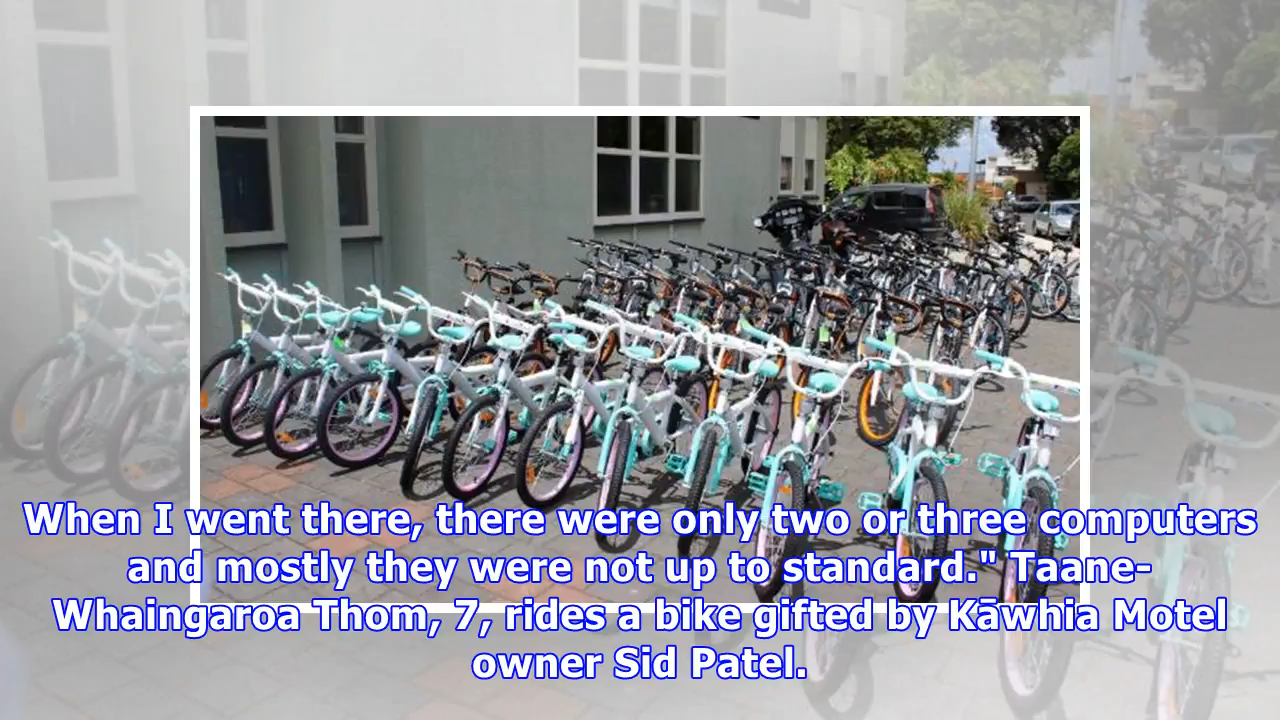 When I went there, there were only two or three computers
and mostly they were not up to standard." Taane-
Whaingaroa Thom, 7, rides a bike gifted by Kāwhia Motel
owner Sid Patel.